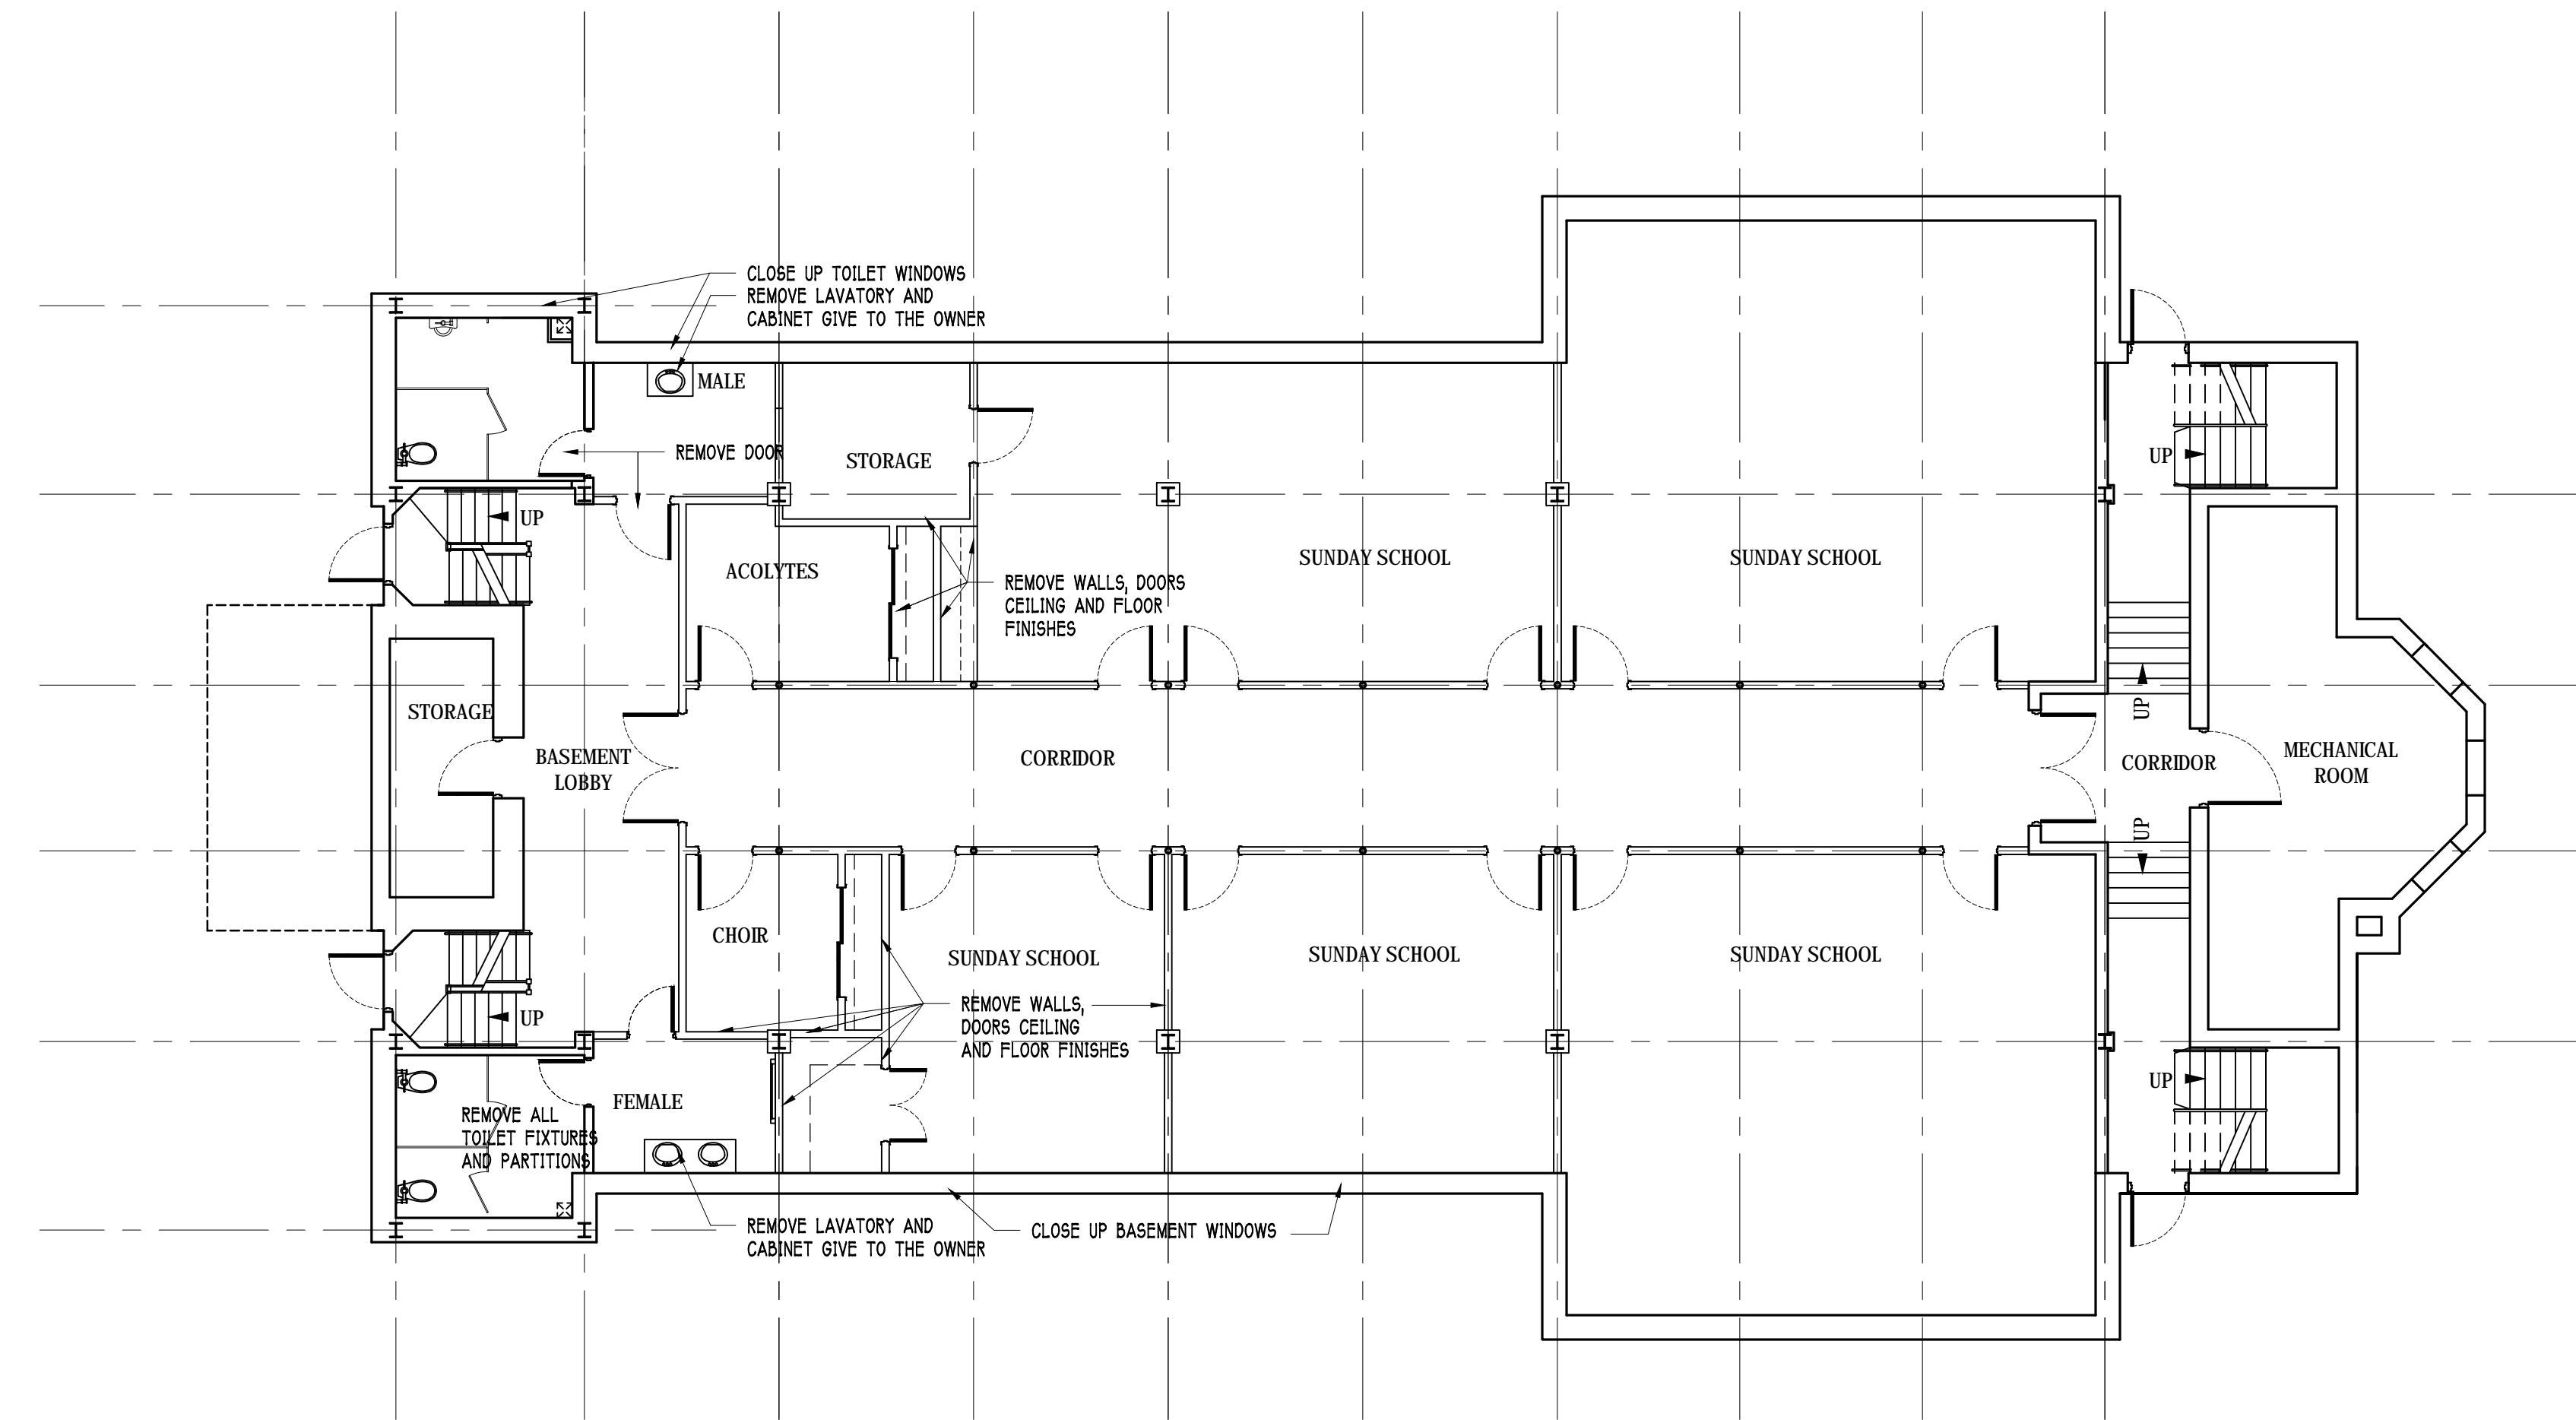 CLOSE UP TOILET WINDOWS
REMOVE LAVATORY AND
CABINET GIVE TO THE OWNER
MALE
REMOVE DOOR
STORAGE
UP
UP
ACOLYTES
SUNDAY SCHOOL
SUNDAY SCHOOL
REMOVE WALLS, DOORS
CEILING AND FLOOR
FINISHES
STORAGE
UP
BASEMENT
LOBBY
CORRIDOR
CORRIDOR
MECHANICAL
ROOM
UP
CHOIR
SUNDAY SCHOOL
SUNDAY SCHOOL
SUNDAY SCHOOL
REMOVE WALLS,
DOORS CEILING
AND FLOOR FINISHES
UP
UP
FEMALE
REMOVE ALL
TOILET FIXTURES
AND PARTITIONS
REMOVE LAVATORY AND
CABINET GIVE TO THE OWNER
CLOSE UP BASEMENT WINDOWS